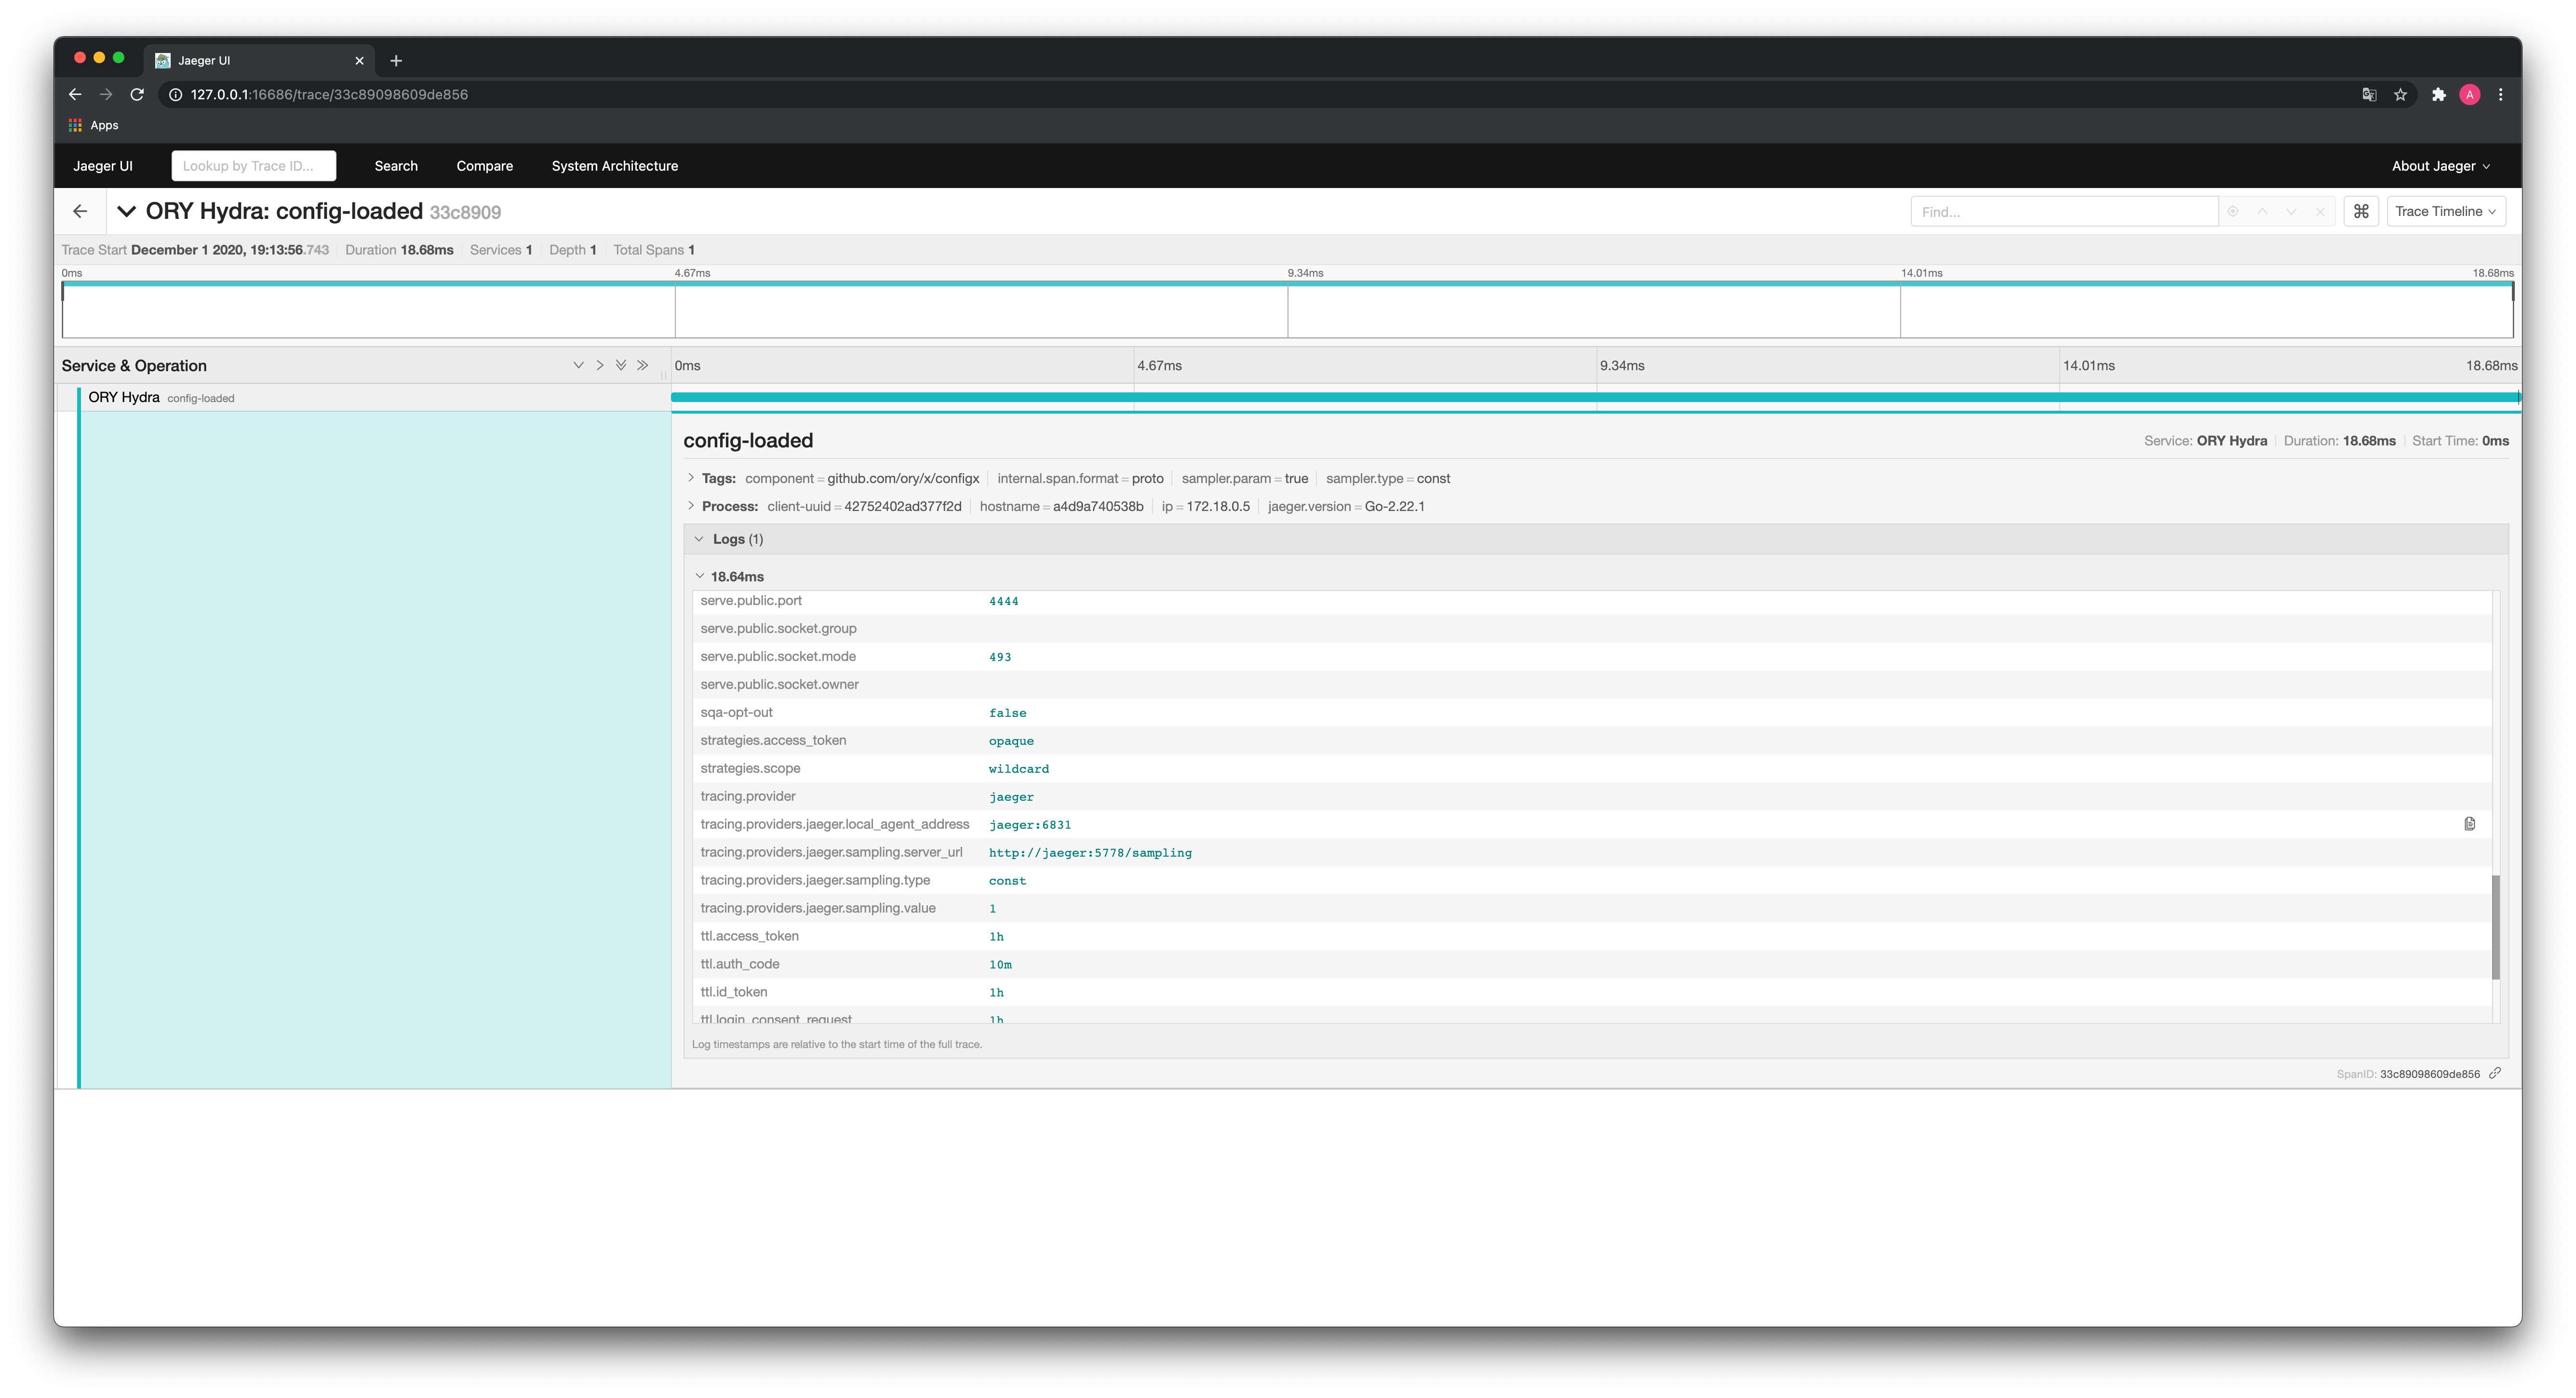 Jaeger UI
127.0.0.1:16686/trace/33c89098609de856
A
Apps
Jaeger UI Lookup by Trace ID... Search Compare System Architecture About Jaeger
ORY Hydra: config-loaded 33c8909 Find... ⌘ Trace Timeline
Trace Start December 1 2020, 19:13:56.743 Duration 18.68ms Services 1 Depth 1 Total Spans 1
0ms 4.67ms 9.34ms 14.01ms 18.68ms
Service & Operation 0ms 4.67ms 9.34ms 14.01ms 18.68ms
ORY Hydra config-loaded
config-loaded Service: ORY Hydra Duration: 18.68ms Start Time: 0ms
Tags: component = github.com/ory/x/configx internal.span.format = proto sampler.param = true sampler.type = const
Process: client-uuid = 42752402ad377f2d hostname = a4d9a740538b ip = 172.18.0.5 jaeger.version = Go-2.22.1
Logs (1)
18.64ms
serve.public.port 4444
serve.public.socket.group
serve.public.socket.mode 493
serve.public.socket.owner
sqa-opt-out false
strategies.access_token opaque
strategies.scope wildcard
tracing.provider jaeger
tracing.providers.jaeger.local_agent_address jaeger:6831
tracing.providers.jaeger.sampling.server_url http://jaeger:5778/sampling
tracing.providers.jaeger.sampling.type const
tracing.providers.jaeger.sampling.value 1
ttl.access_token 1h
ttl.auth_code 10m
ttl.id_token 1h
ttl.login_consent_request 1h
Log timestamps are relative to the start time of the full trace.
SpanID: 33c89098609de856